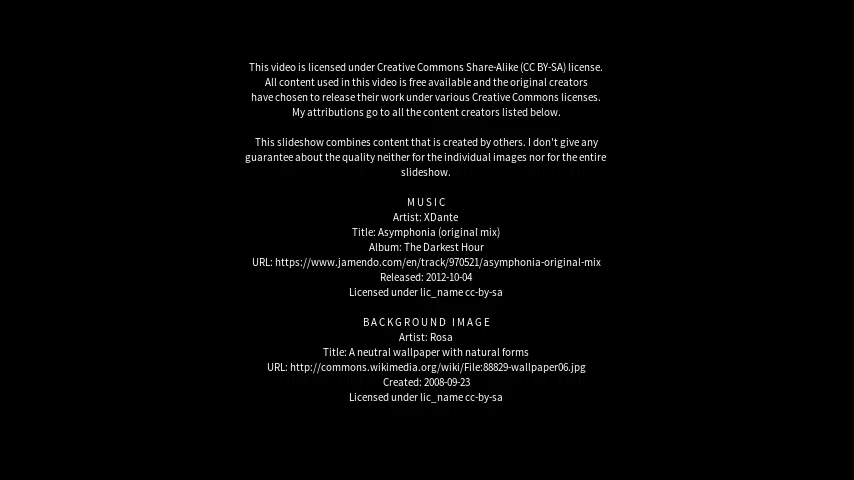 This video is licensed under Creative Commons Share-Alike (CC BY-SA) license.
All content used in this video is free available and the original creators
have chosen to release their work under various Creative Commons licenses.
My attributions go to all the content creators listed below.
This slideshow combines content that is created by others. I don't give any
guarantee about the quality neither for the individual images nor for the entire
slideshow.
MUSIC
Artist: XDante
Title: Asymphonia (original mix)
Album: The Darkest Hour
URL: https://www.jamendo.com/en/track/970521/asymphonia-original-mix
Released: 2012-10-04
Licensed under lic_name cc-by-sa
BACKGROUND IMAGE
Artist: Rosa
Title: A neutral wallpaper with natural forms
URL: http://commons.wikimedia.org/wiki/File:88829-wallpaper06.jpg
Created: 2008-09-23
Licensed under lic_name cc-by-sa